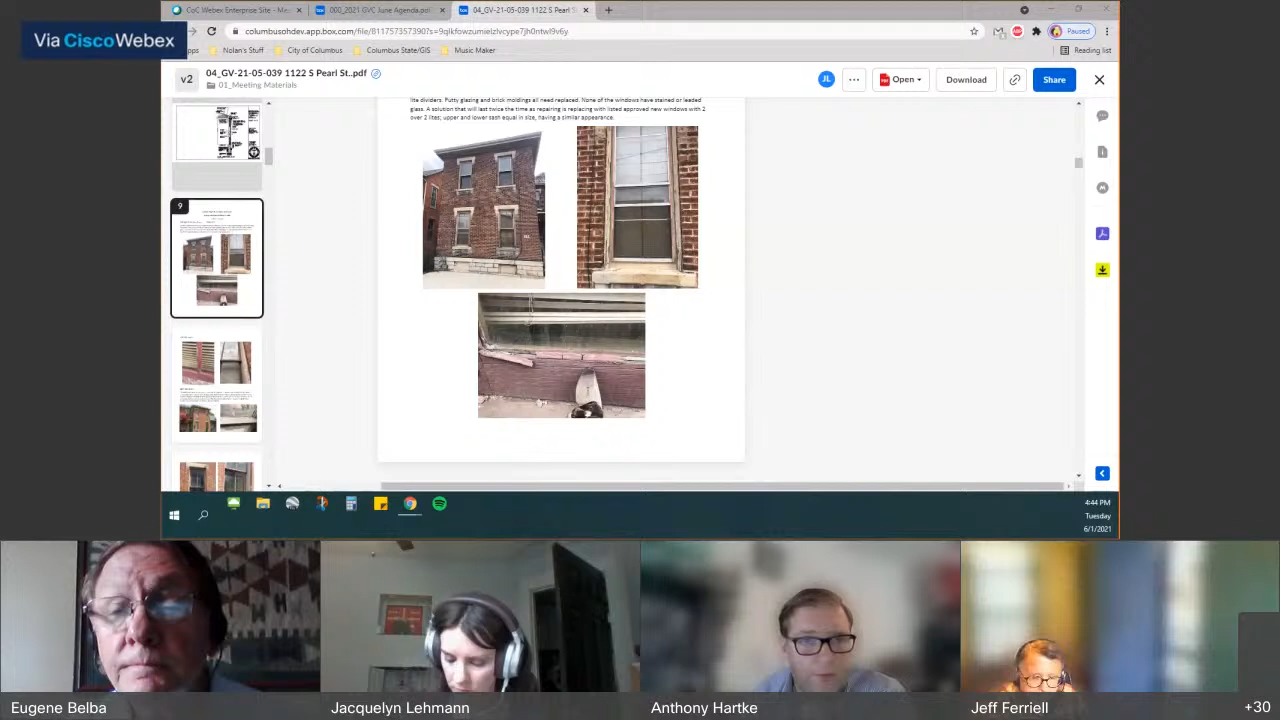 Via Cisco Webex
CoC Webex Enterprise Site - Me
000_2021 GVC June Agenda.pdf
04_GV-21-05-039 1122 S Pearl S
Paused
Nolan's Stuff
City of Columbus
Columbus State/GIS
Music Maker
Reading list
v2
04_GV-21-05-039 1122 S Pearl St..pdf
01_Meeting Materials
JL
Open
Download
Share
9
lite dividers. Putty glazing and brick moldings all need replaced. None of the windows have stained or leaded
glass. A solution that will last twice the time as repairing is replacing with listed approved new windows with 2
over 2 lites; upper and lower sash equal in size, having a similar appearance.
4:44 PM
Tuesday
6/1/2021
Eugene Belba
Jacquelyn Lehmann
Anthony Hartke
Jeff Ferriell
+30